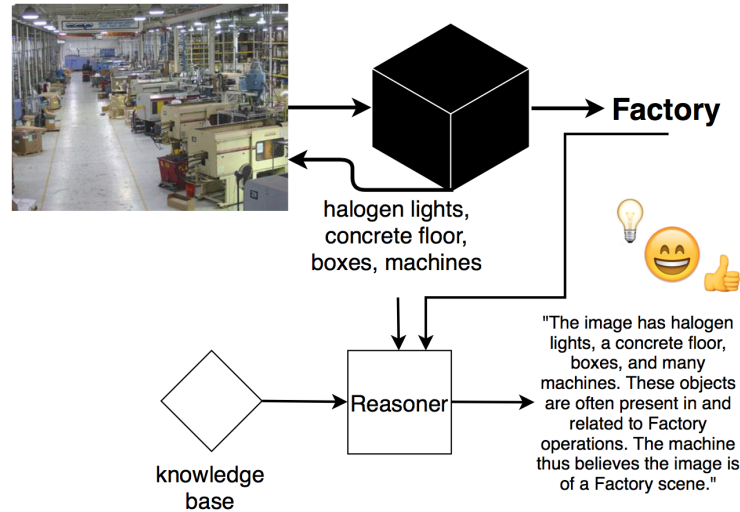 Factory
halogen lights,
concrete floor,
boxes, machines
Reasoner
knowledge
base
"The image has halogen
lights, a concrete floor,
boxes, and many
machines. These objects
are often present in and
related to Factory
operations. The machine
thus believes the image is
of a Factory scene."